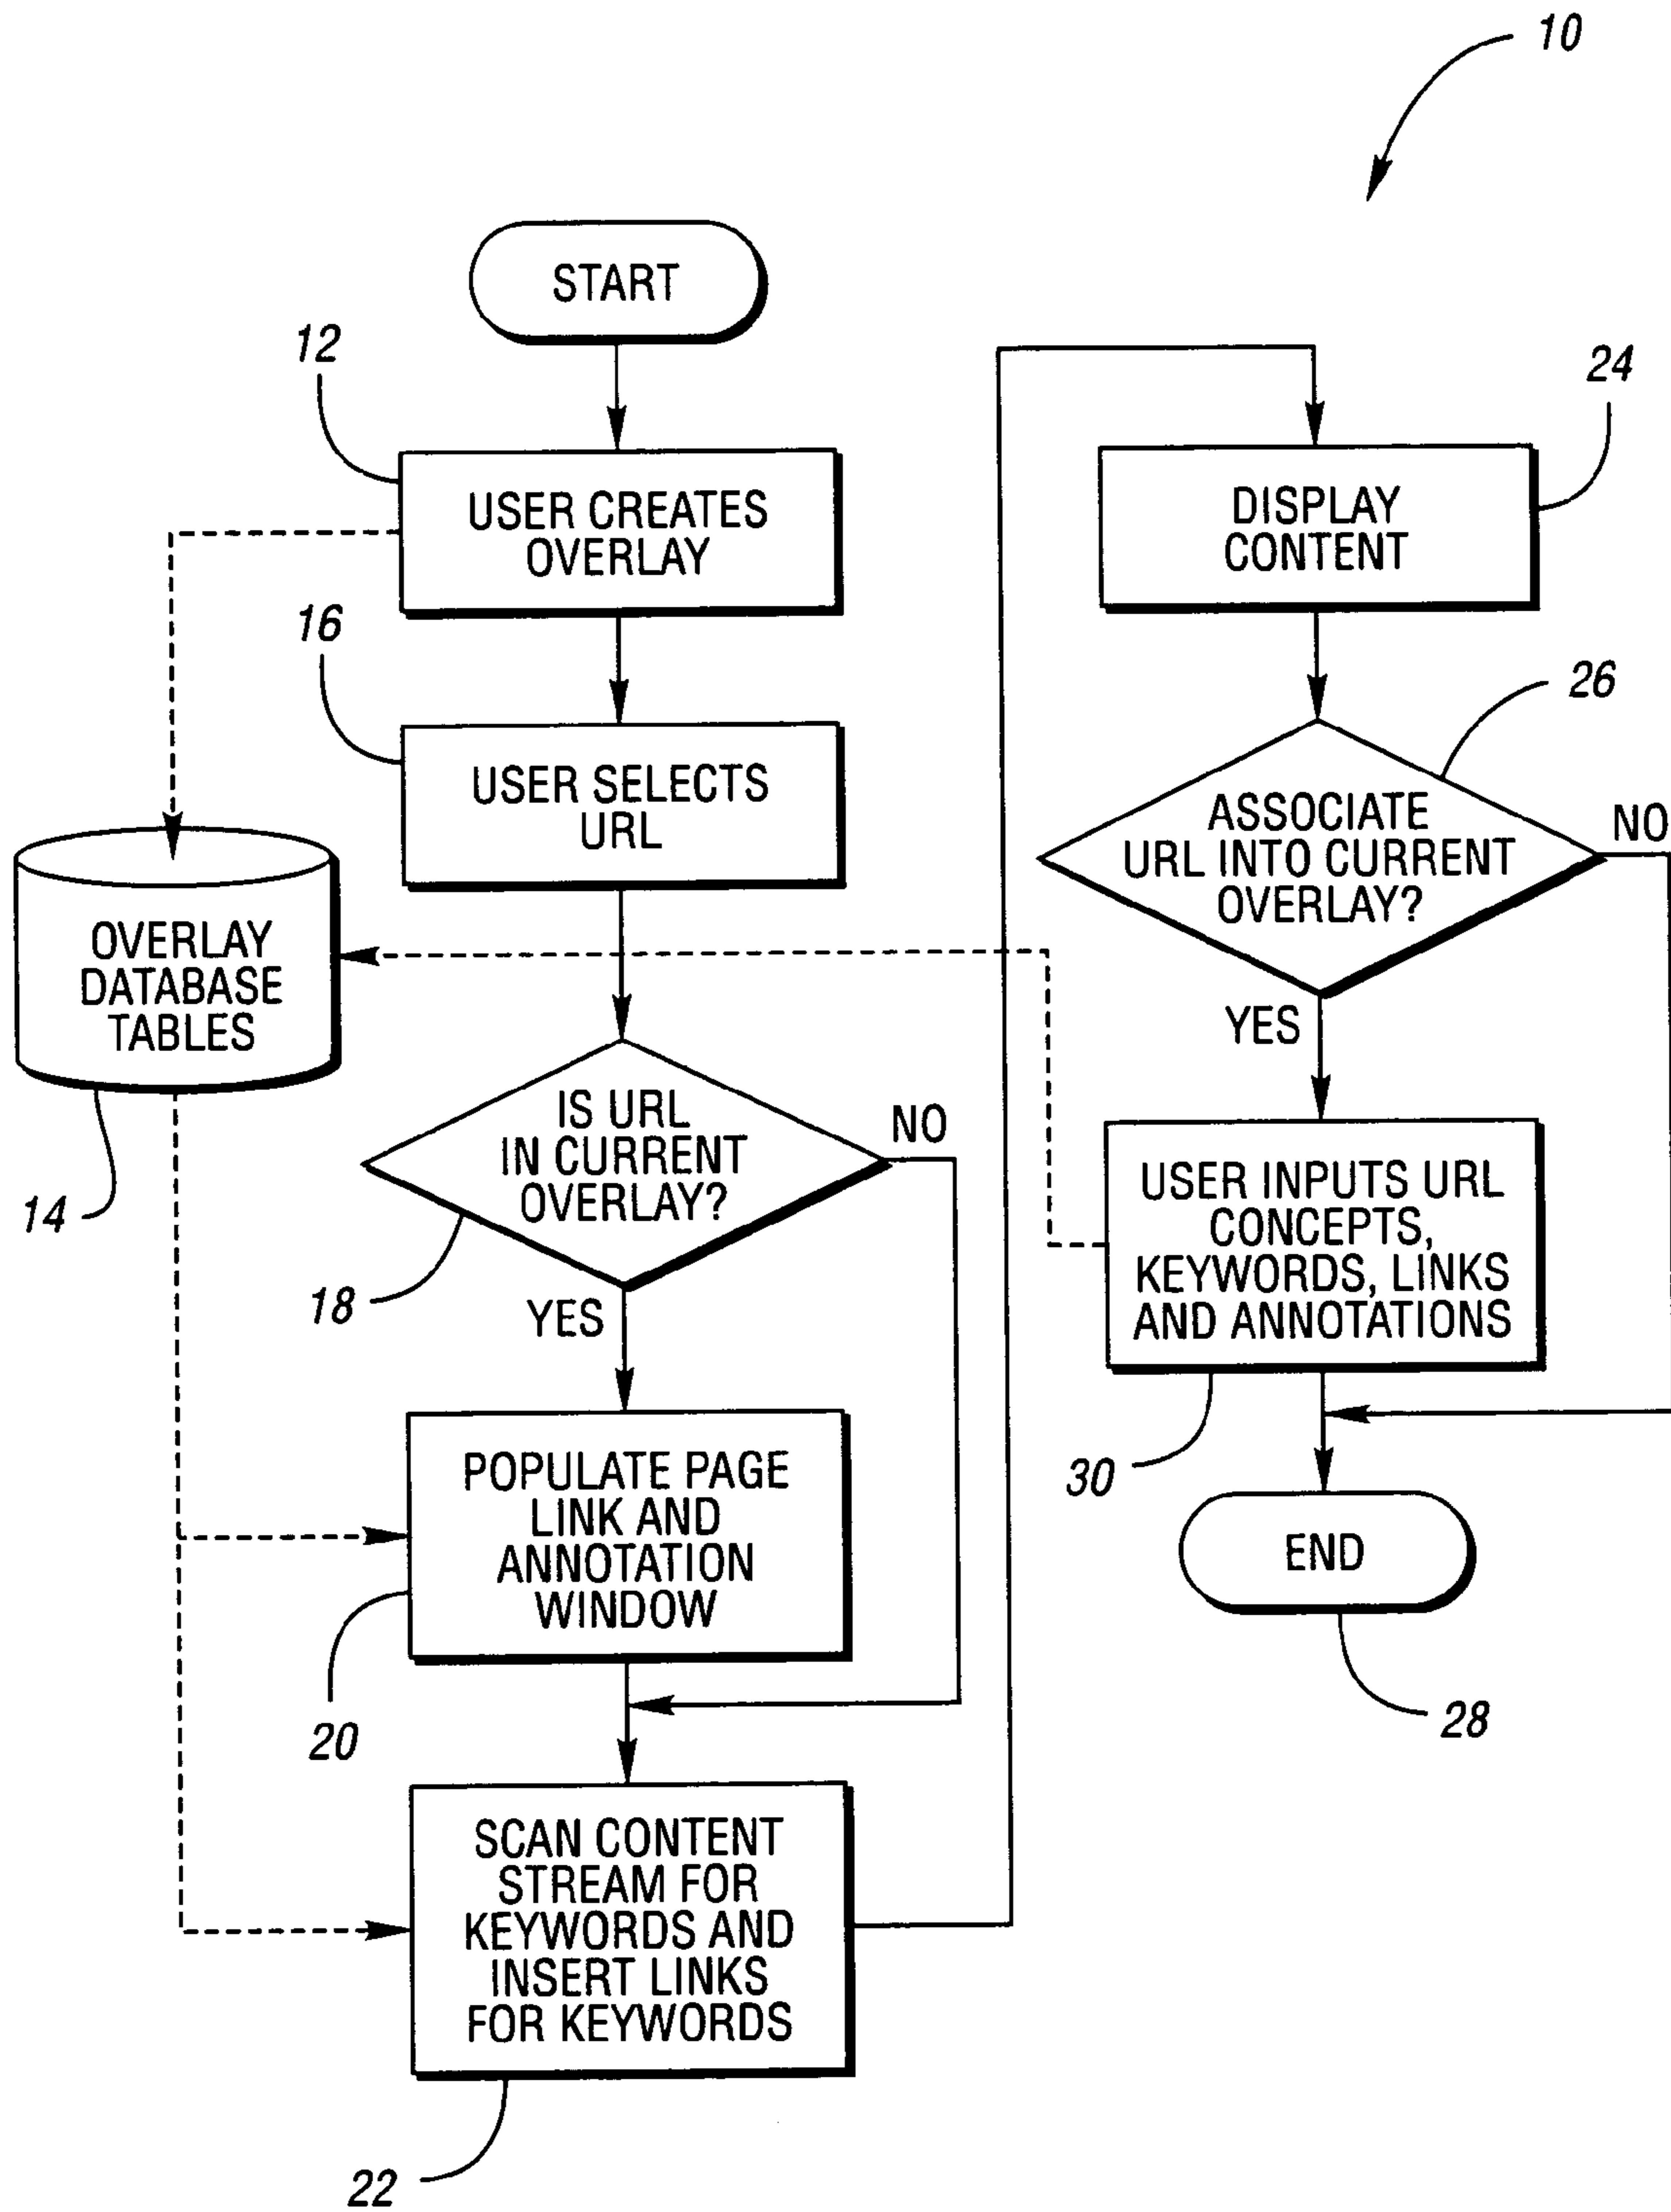 10
START
12
USER CREATES
OVERLAY
16
USER SELECTS
URL
OVERLAY
DATABASE
TABLES
14
IS URL
IN CURRENT
OVERLAY?
NO
18
YES
POPULATE PAGE
LINK AND
ANNOTATION
WINDOW
20
SCAN CONTENT
STREAM FOR
KEYWORDS AND
INSERT LINKS
FOR KEYWORDS
22
24
DISPLAY
CONTENT
26
ASSOCIATE
URL INTO CURRENT
OVERLAY?
NO
YES
USER INPUTS URL
CONCEPTS,
KEYWORDS, LINKS
AND ANNOTATIONS
30
END
28